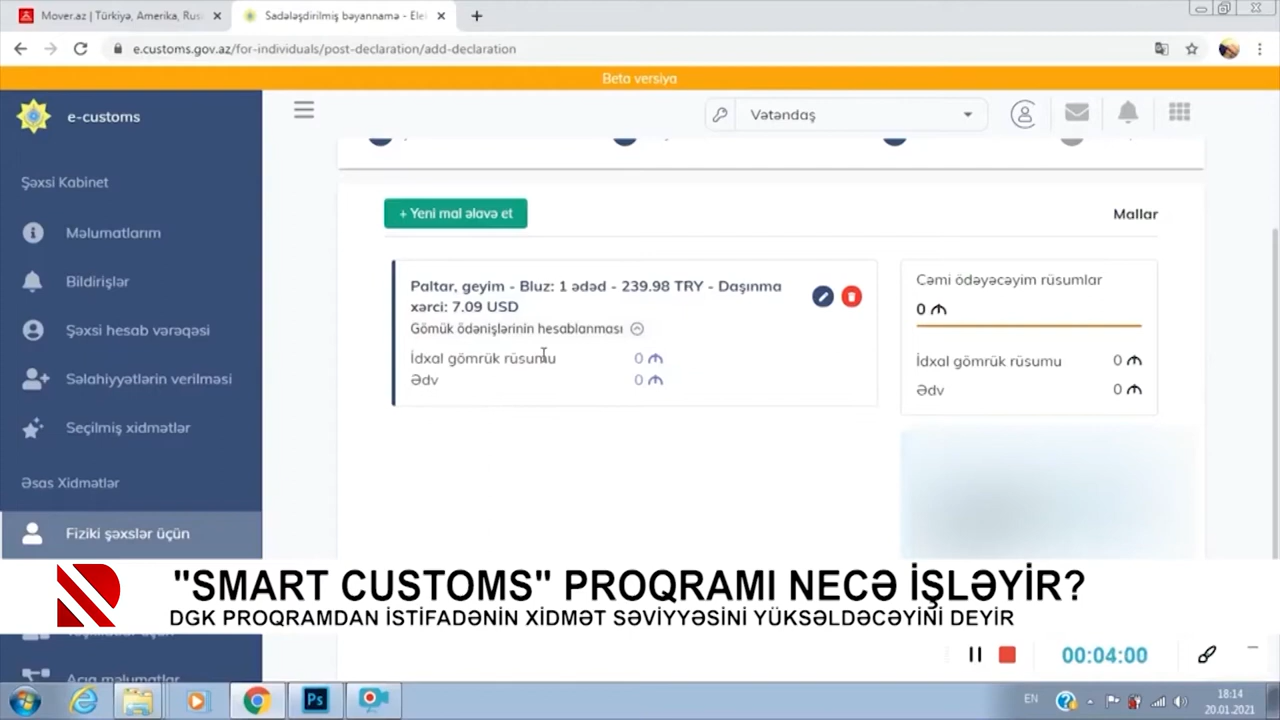 Mover.az | Türkiyə, Amerika, Rus
Sadələşdirilmiş bəyannamə - Ele
e.customs.gov.az/for-individuals/post-declaration/add-declaration
Beta versiya
e-customs
Vətəndaş
Şəxsi Kabinet
Məlumatlarım
Bildirişlər
Şəxsi hesab vərəqəsi
Səlahiyyətlərin verilməsi
Seçilmiş xidmətlər
Əsas Xidmətlər
Fiziki şəxslər üçün
+ Yeni mal əlavə et
Mallar
Paltar, geyim - Bluz: 1 ədəd - 239.98 TRY - Daşınma
xərci: 7.09 USD
Gömük ödənişlərinin hesablanması
İdxal gömrük rüsumu 0 ₼
Ədv 0 ₼
Cəmi ödəyəcəyim rüsumlar
0 ₼
İdxal gömrük rüsumu 0 ₼
Ədv 0 ₼
"SMART CUSTOMS" PROQRAMI NECƏ İŞLƏYİR?
DGK PROQRAMDAN İSTİFADƏNİN XİDMƏT SƏVİYYƏSİNİ YÜKSƏLDƏCƏYİNİ DEYİR
Açıq məlumatlar
00:04:00
Ps
EN
18:14
20.01.2021